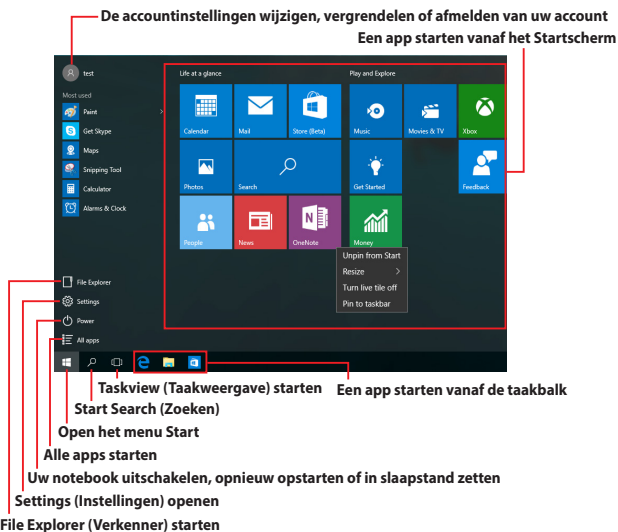 De accountinstellingen wijzigen, vergrendelen of afmelden van uw account
Een app starten vanaf het Startscherm
test
Most used
Paint
Get Skype
Maps
Snipping Tool
Calculator
Alarms & Clock
File Explorer
Settings
Power
All apps
Life at a glance
Play and Explore
Calendar
Mail
Store (Beta)
Music
Movies & TV
Xbox
Photos
Search
Get Started
Feedback
People
News
OneNote
Money
Unpin from Start
Resize
Turn live tile off
Pin to taskbar
Taskview (Taakweergave) starten
Een app starten vanaf de taakbalk
Start Search (Zoeken)
Open het menu Start
Alle apps starten
Uw notebook uitschakelen, opnieuw opstarten of in slaapstand zetten
Settings (Instellingen) openen
File Explorer (Verkenner) starten